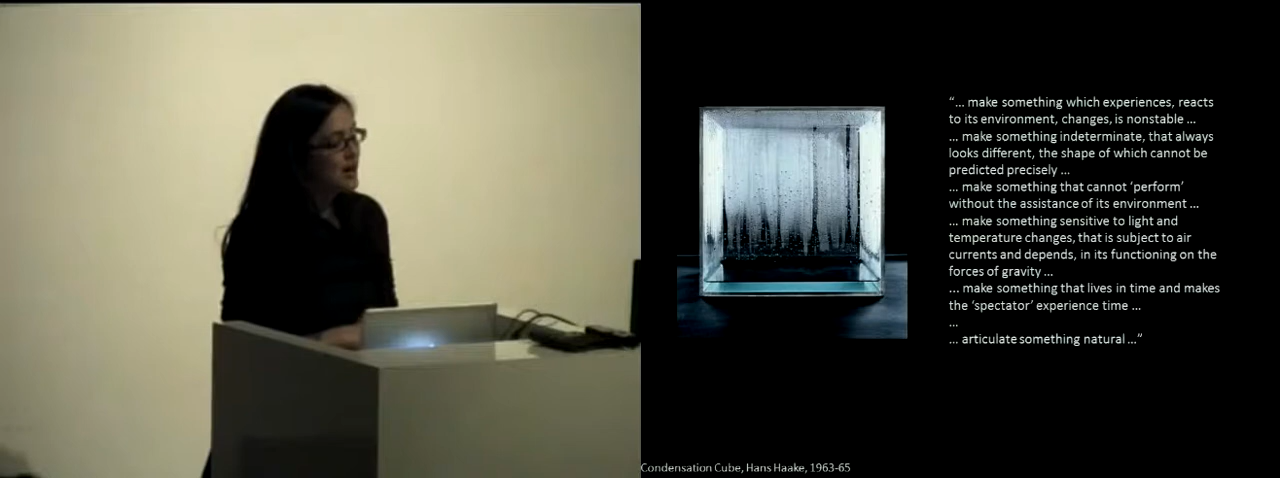 “... make something which experiences, reacts
to its environment, changes, is nonstable ...
... make something indeterminate, that always
looks different, the shape of which cannot be
predicted precisely ...
... make something that cannot ‘perform’
without the assistance of its environment ...
... make something sensitive to light and
temperature changes, that is subject to air
currents and depends, in its functioning on the
forces of gravity ...
... make something that lives in time and makes
the ‘spectator’ experience time ...
...
... articulate something natural ...”
Condensation Cube, Hans Haake, 1963-65